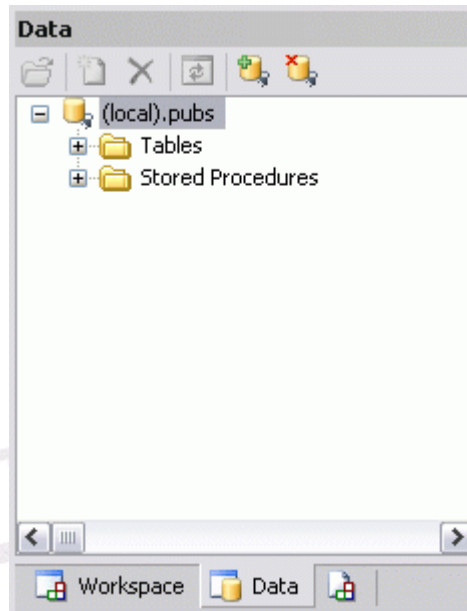 Data
(local).pubs
Tables
Stored Procedures
Workspace Data